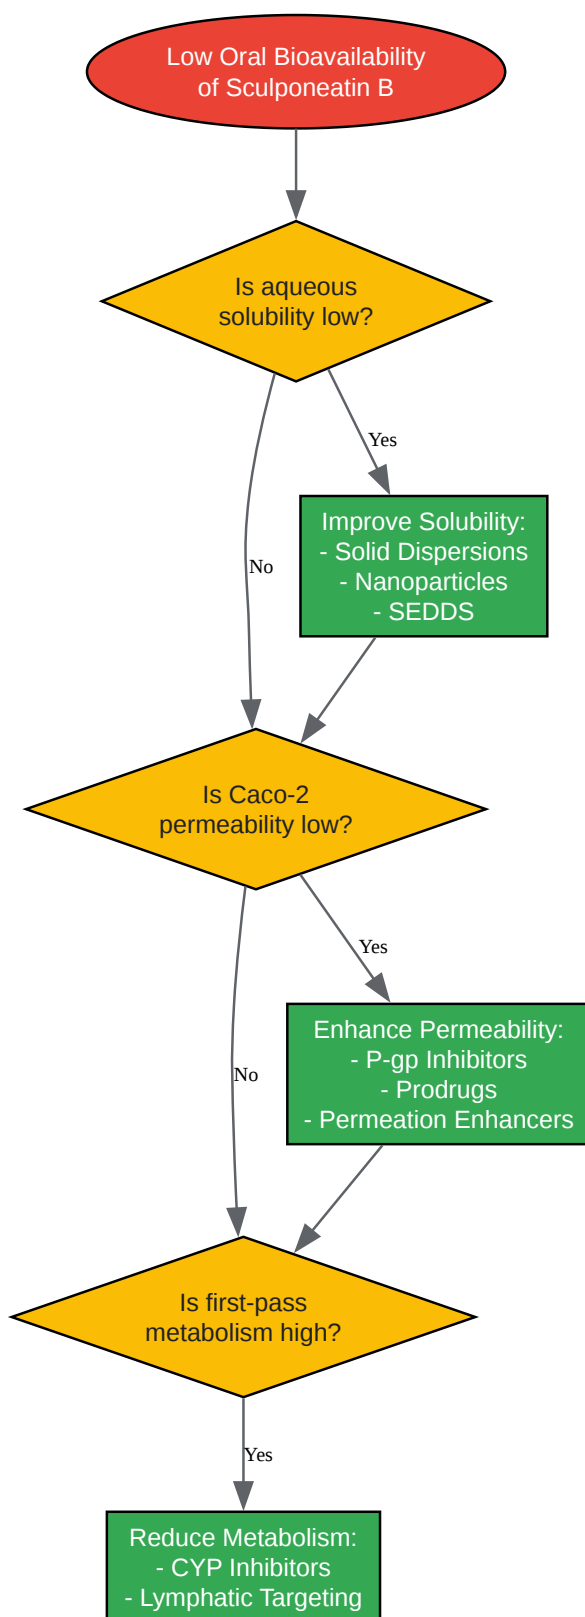 Low Oral Bioavailability
of Sculponeatin B
Is aqueous
solubility low?
Yes
Improve Solubility:
- Solid Dispersions
- Nanoparticles
- SEDDS
No
Is Caco-2
permeability low?
Yes
Enhance Permeability:
- P-gp Inhibitors
- Prodrugs
- Permeation Enhancers
No
Is first-pass
metabolism high?
Yes
Reduce Metabolism:
- CYP Inhibitors
- Lymphatic Targeting